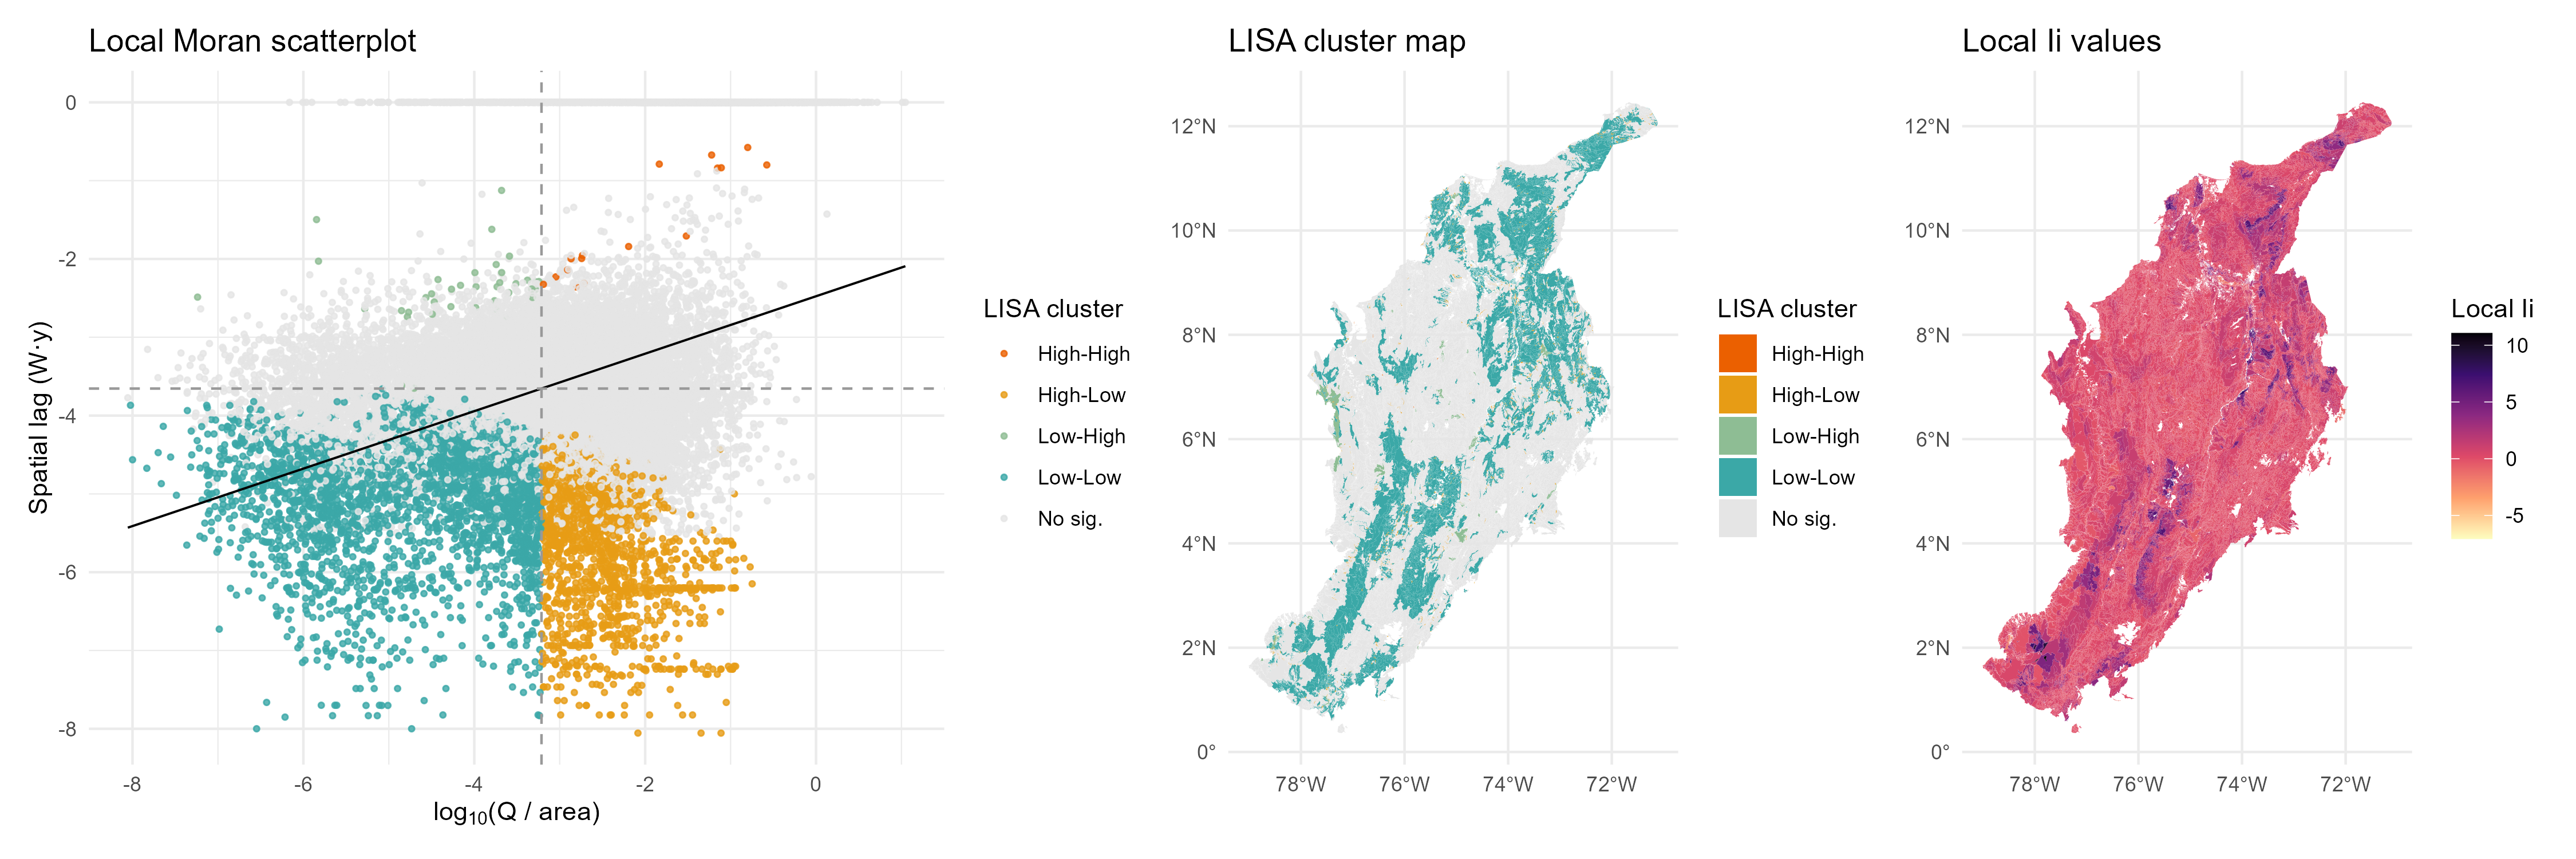 Local Moran scatterplot
0
-2
-4
-6
-8
Spatial lag (W·y)
-8
-6
-4
-2
0
log10(Q / area)
LISA cluster
High-High
High-Low
Low-High
Low-Low
No sig.
LISA cluster map
12°N
10°N
8°N
6°N
4°N
2°N
0°
78°W
76°W
74°W
72°W
LISA cluster
High-High
High-Low
Low-High
Low-Low
No sig.
Local Ii values
12°N
10°N
8°N
6°N
4°N
2°N
0°
78°W
76°W
74°W
72°W
Local Ii
10
5
0
-5